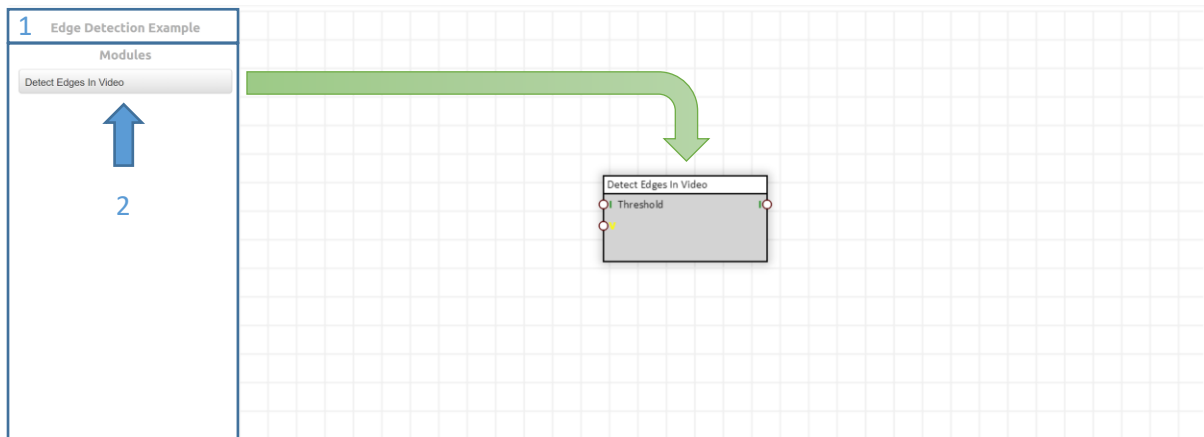 1 Edge Detection Example
Modules
Detect Edges In Video
2
Detect Edges In Video
I Threshold I
V